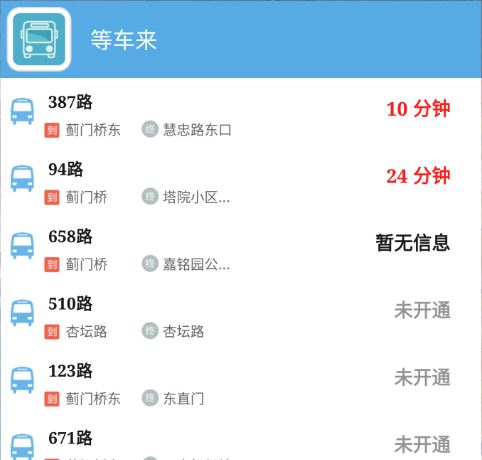 等车来
387路
10 分钟
到 蓟门桥东 终 慧忠路东口
94路
24 分钟
到 蓟门桥 终 塔院小区...
658路
暂无信息
到 蓟门桥 终 嘉铭园公...
510路
未开通
到 杏坛路 终 杏坛路
123路
未开通
到 蓟门桥东 终 东直门
671路
未开通